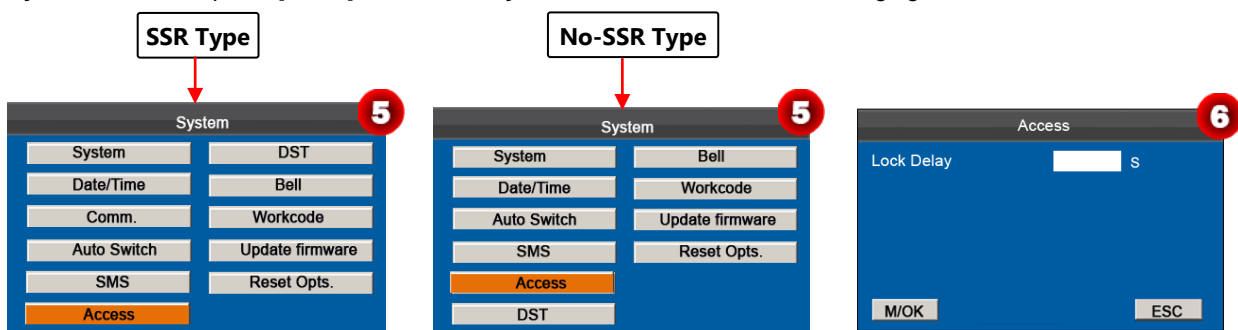 SSR Type
No-SSR Type
5
System
System
DST
Date/Time
Bell
Comm.
Workcode
Auto Switch
Update firmware
SMS
Reset Opts.
Access
5
System
System
Bell
Date/Time
Workcode
Auto Switch
Update firmware
SMS
Reset Opts.
Access
DST
6
Access
Lock Delay S
M/OK ESC